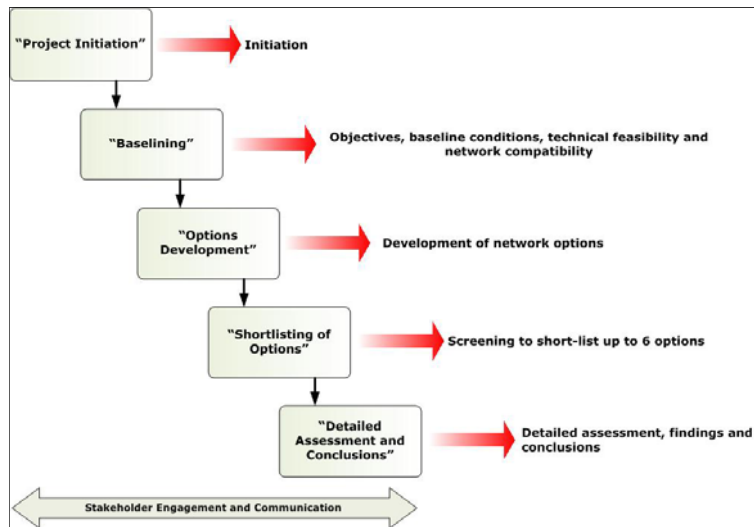 “Project Initiation”
Initiation
“Baselining”
Objectives, baseline conditions, technical feasibility and
network compatibility
“Options
Development”
Development of network options
“Shortlisting of
Options”
Screening to short-list up to 6 options
“Detailed
Assessment and
Conclusions”
Detailed assessment, findings and
conclusions
Stakeholder Engagement and Communication